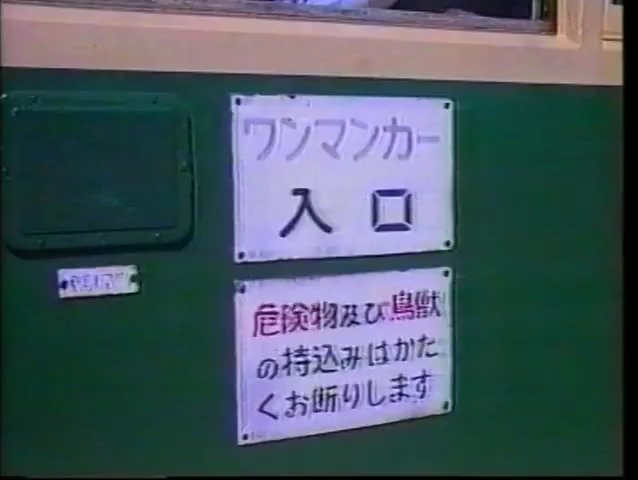 ワンマンカー
入口
危険物及び鳥獣
の持込みはかた
くお断りします